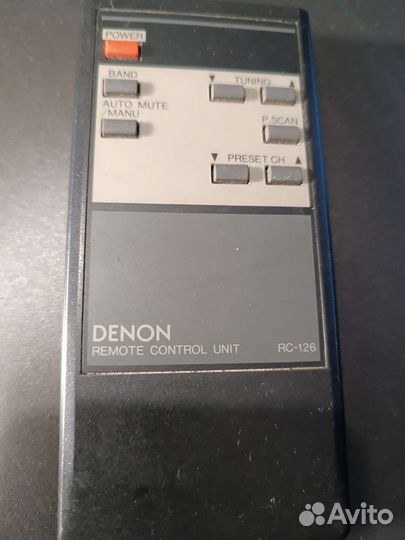 POWER
BAND
▼ TUNING ▲
AUTO MUTE
/MANU
P.SCAN
▼ PRESET CH ▲
DENON
REMOTE CONTROL UNIT RC-126
Avito